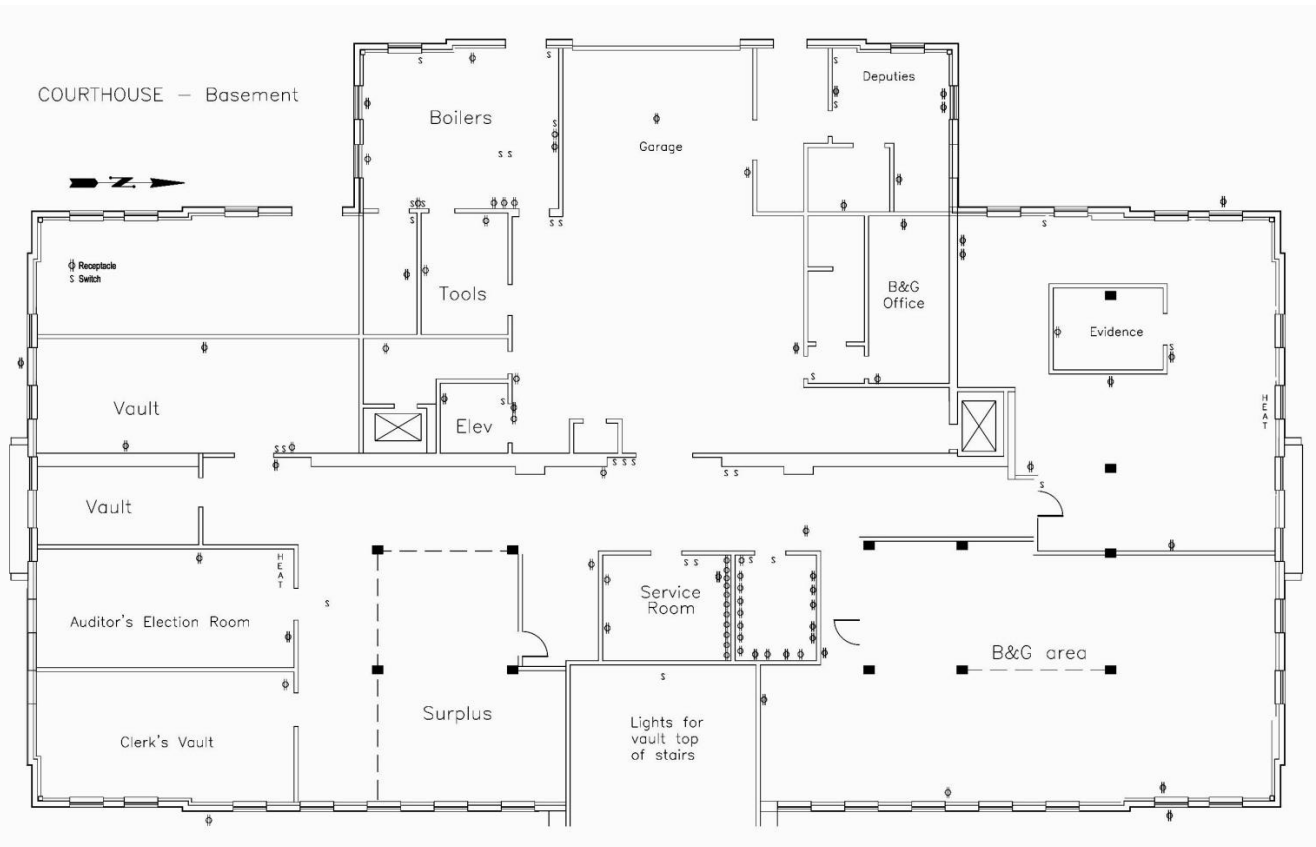 COURTHOUSE – Basement
Deputies
Boilers
Garage
N
Receptacle
S Switch
Tools
B&G
Office
Evidence
Vault
Elev
HEAT
Vault
HEAT
Service
Room
Auditor's Election Room
B&G area
Surplus
Lights for
vault top
of stairs
Clerk's Vault